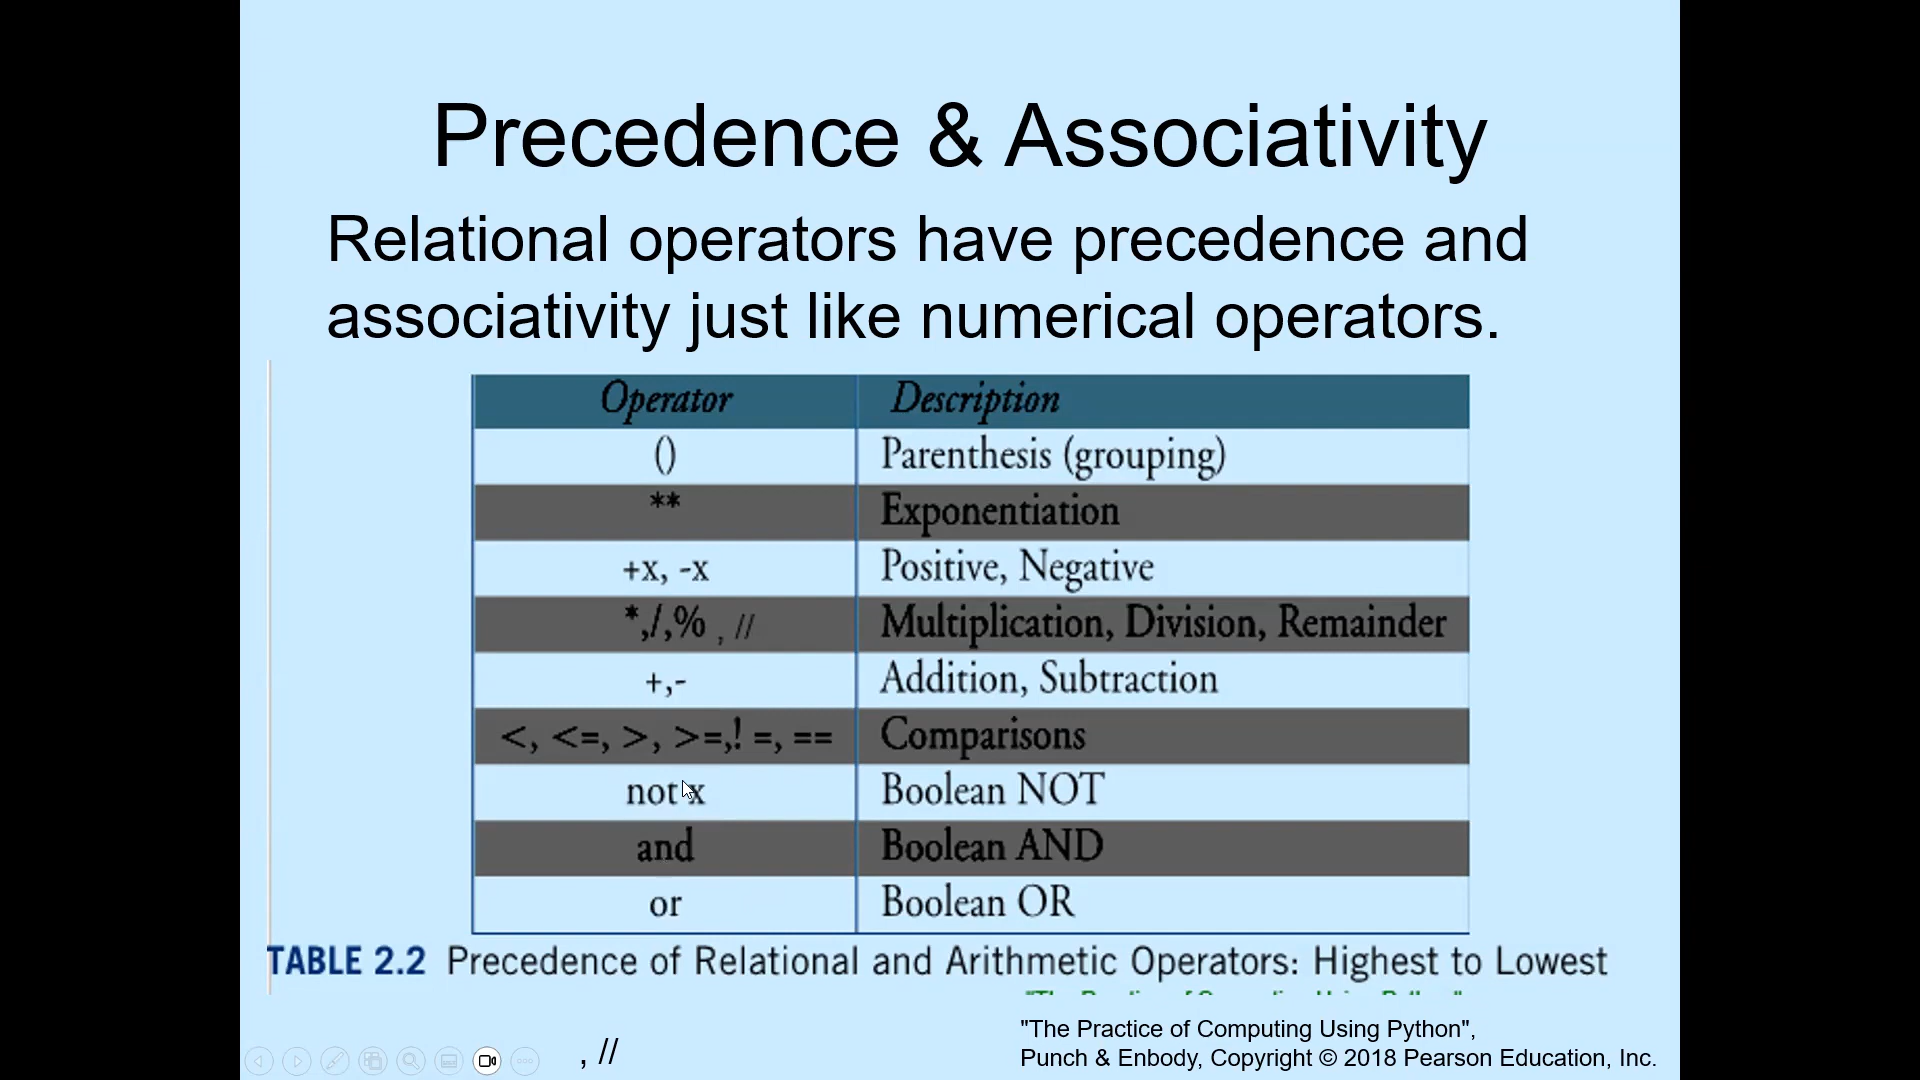 Precedence & Associativity
Relational operators have precedence and
associativity just like numerical operators.
Operator Description
() Parenthesis (grouping)
** Exponentiation
+x, -x Positive, Negative
*,/,% , // Multiplication, Division, Remainder
+,- Addition, Subtraction
<, <=, >, >=,! =, == Comparisons
not x Boolean NOT
and Boolean AND
or Boolean OR
TABLE 2.2 Precedence of Relational and Arithmetic Operators: Highest to Lowest
"The Practice of Computing Using Python",
Punch & Enbody, Copyright © 2018 Pearson Education, Inc.
, //